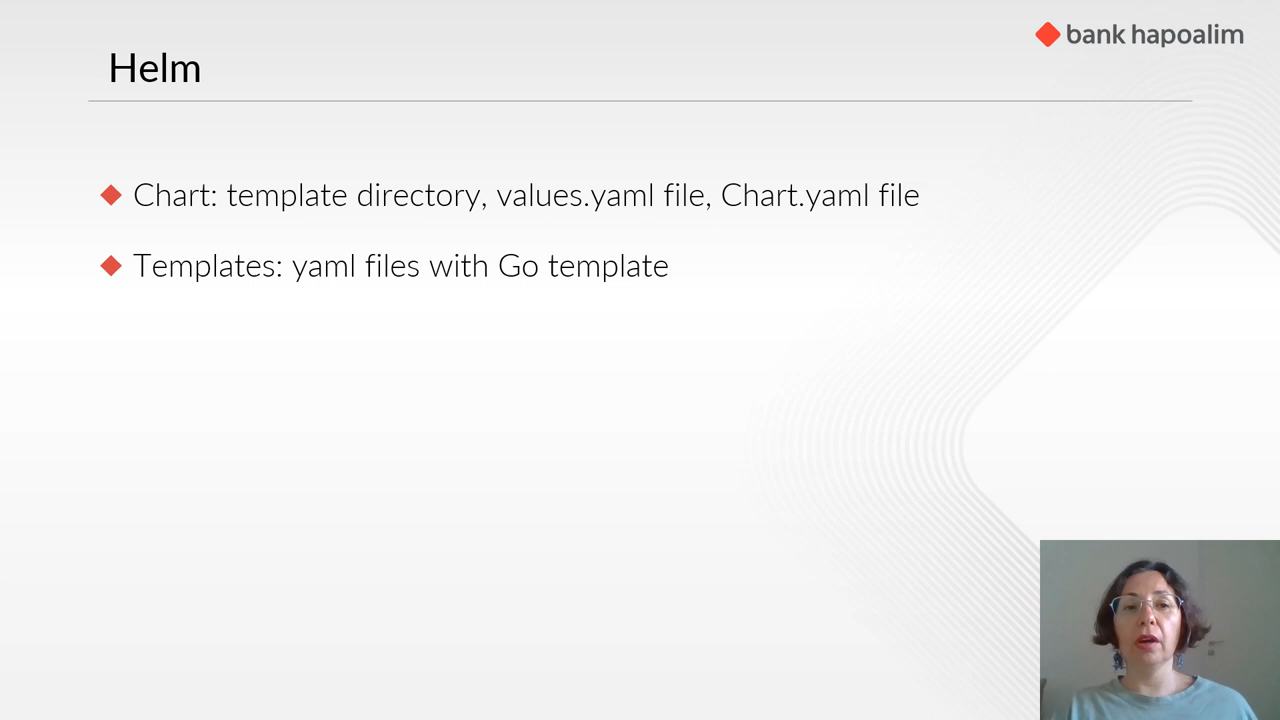 bank hapoalim
Helm
Chart: template directory, values.yaml file, Chart.yaml file
Templates: yaml files with Go template